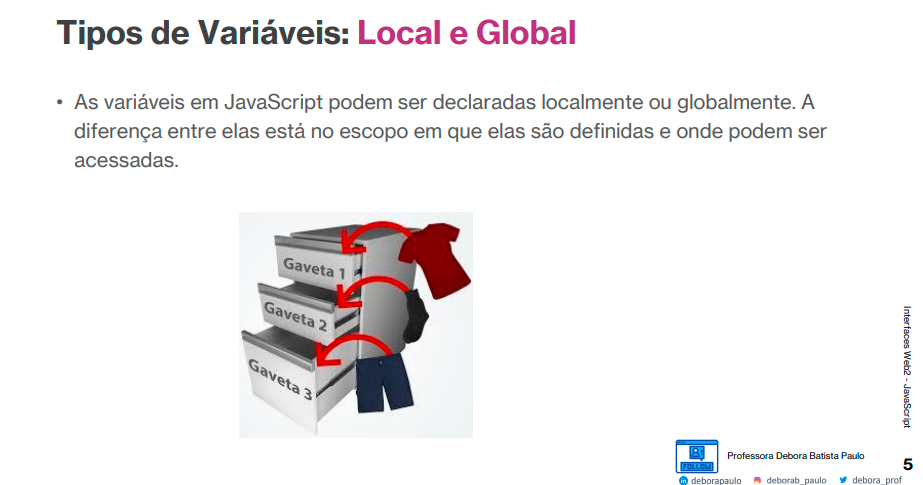 Tipos de Variáveis: Local e Global
• As variáveis em JavaScript podem ser declaradas localmente ou globalmente. A
diferença entre elas está no escopo em que elas são definidas e onde podem ser
acessadas.
Gaveta 1
Gaveta 2
Gaveta 3
Interfaces Web2 - JavaScript
FOLLOW
Professora Debora Batista Paulo
5
in deborapaulo deborab_paulo debora_prof